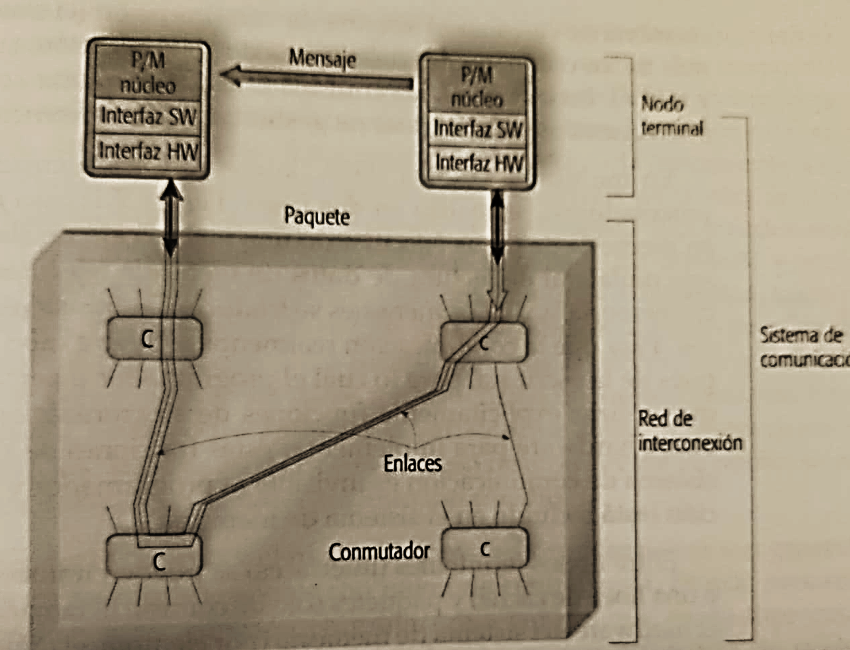 P/M
núcleo
Interfaz SW
Interfaz HW
Mensaje
P/M
núcleo
Interfaz SW
Interfaz HW
Nodo
terminal
Paquete
C
C
Sistema de
comunicació
Red de
interconexión
Enlaces
Conmutador
C
C